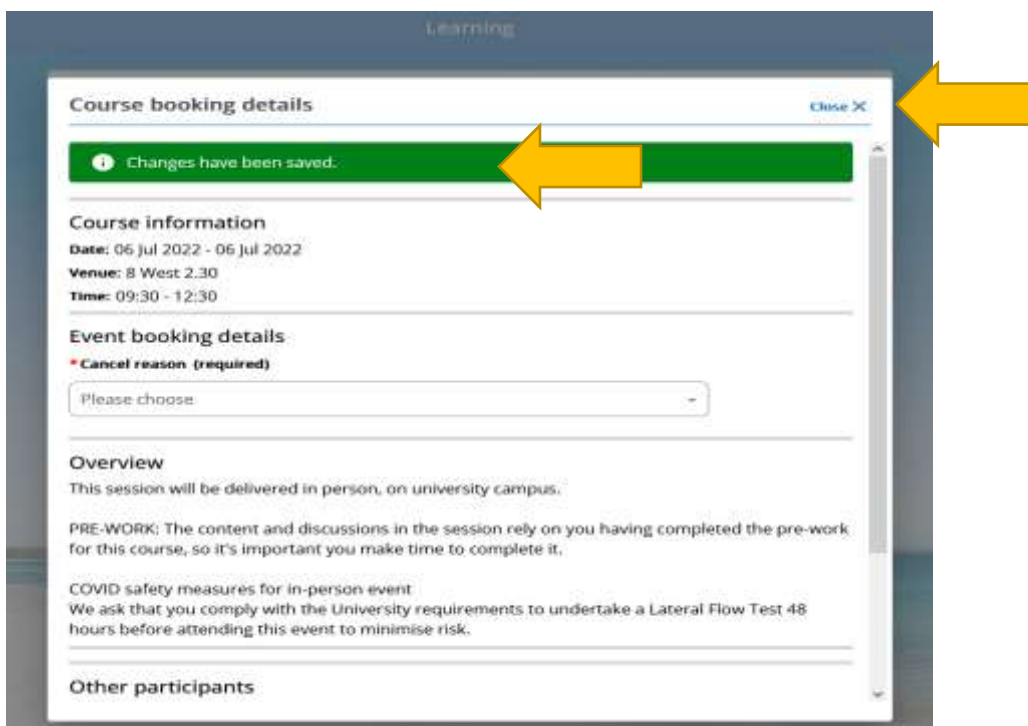 Learning
Course booking details
Close X
Changes have been saved.
Course information
Date: 06 Jul 2022 - 06 Jul 2022
Venue: 8 West 2.30
Time: 09:30 - 12:30
Event booking details
*Cancel reason (required)
Please choose
Overview
This session will be delivered in person, on university campus.
PRE-WORK: The content and discussions in the session rely on you having completed the pre-work
for this course, so it's important you make time to complete it.
COVID safety measures for in-person event
We ask that you comply with the University requirements to undertake a Lateral Flow Test 48
hours before attending this event to minimise risk.
Other participants